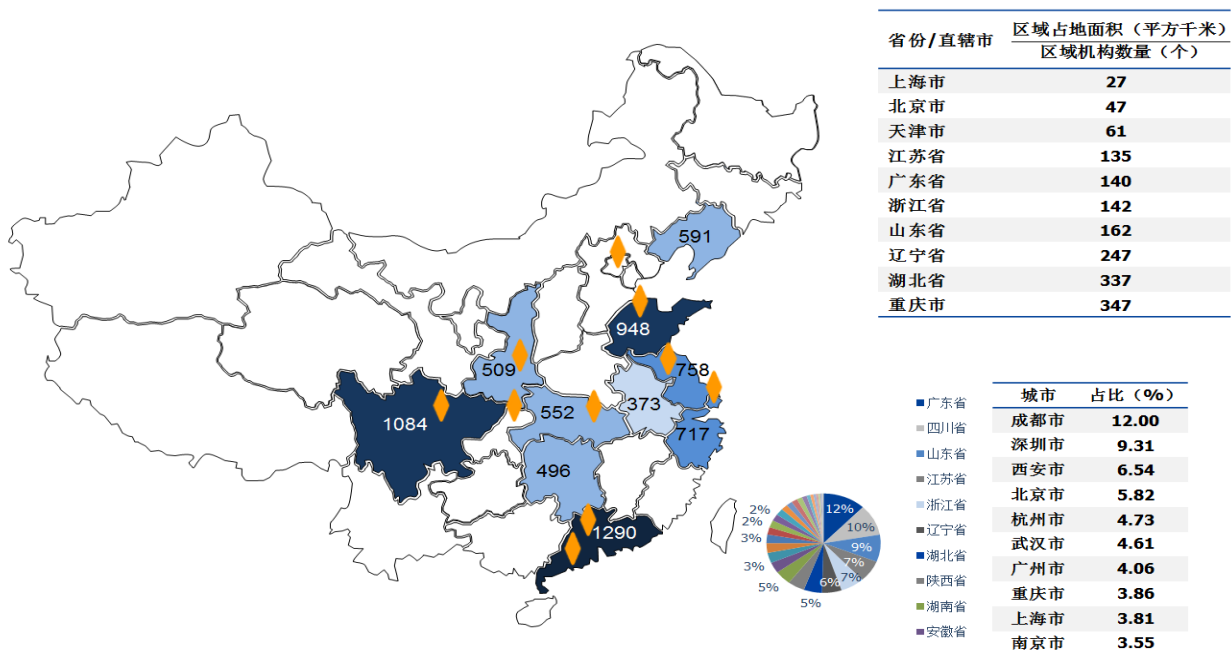 省份/直辖市 区域占地面积（平方千米）
区域机构数量（个）
上海市 27
北京市 47
天津市 61
江苏省 135
广东省 140
浙江省 142
山东省 162
辽宁省 247
湖北省 337
重庆市 347
591
948
509
758
373
552
1084
717
496
1290
广东省
四川省
山东省
江苏省
浙江省
辽宁省
湖北省
陕西省
湖南省
安徽省
12%
10%
9%
7%
7%
6%
5%
5%
3%
3%
2%
2%
城市 占比（%）
成都市 12.00
深圳市 9.31
西安市 6.54
北京市 5.82
杭州市 4.73
武汉市 4.61
广州市 4.06
重庆市 3.86
上海市 3.81
南京市 3.55